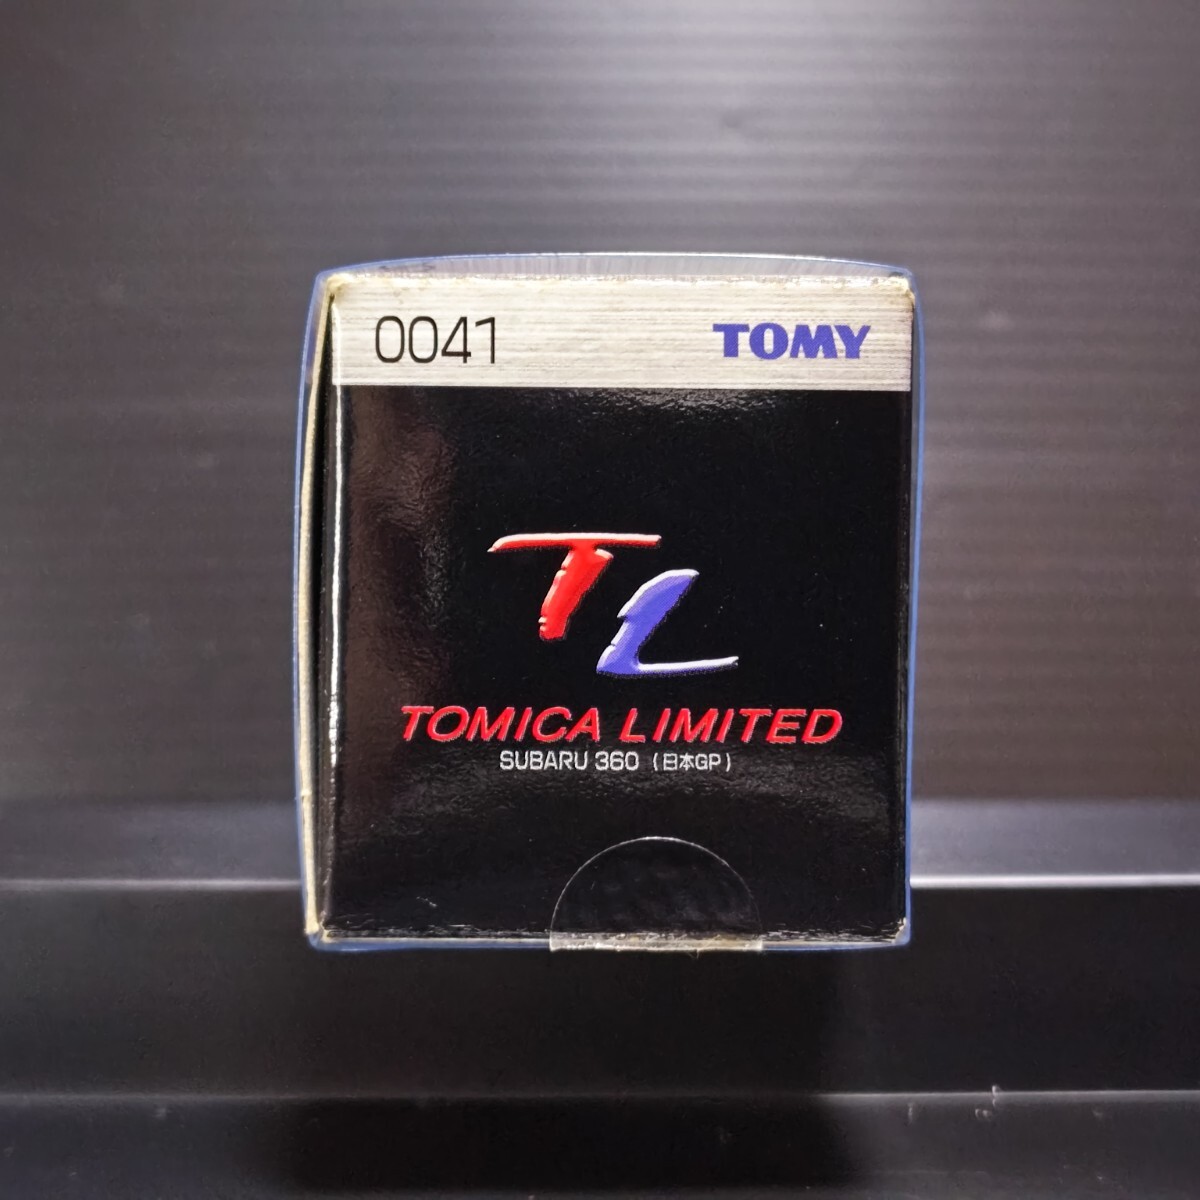 0041 TOMY
TL
TOMICA LIMITED
SUBARU 360 (日本GP)